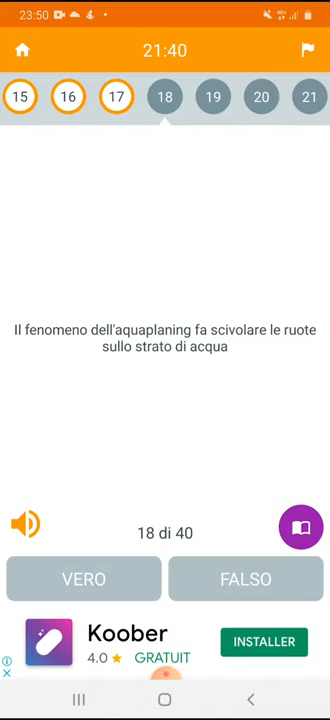 23:50
21:40
15 16 17 18 19 20 21
Il fenomeno dell'aquaplaning fa scivolare le ruote
sullo strato di acqua
18 di 40
VERO FALSO
Koober
4.0 ★ GRATUIT
INSTALLER